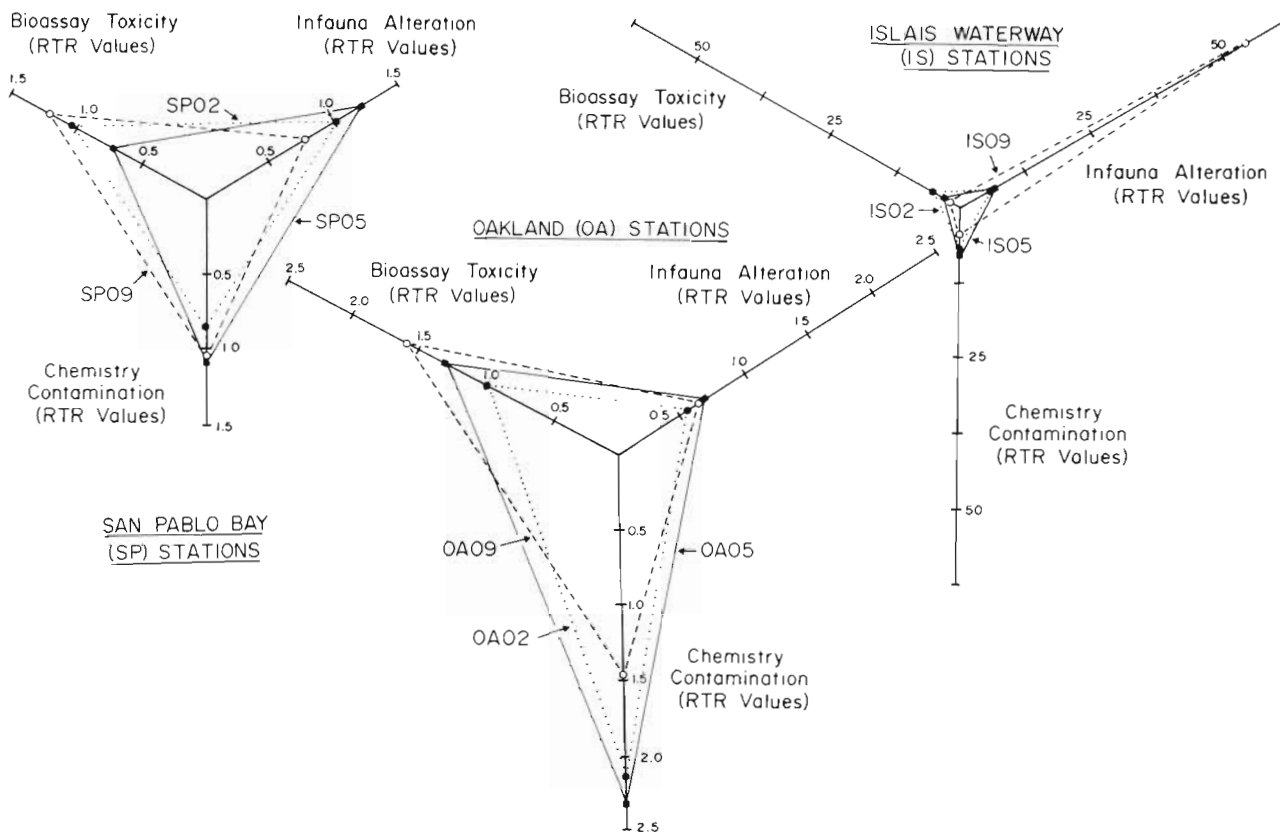 Bioassay Toxicity
(RTR Values)
Infauna Alteration
(RTR Values)
1.5
1.0
0.5
0.5
1.0
1.5
SP02
SP05
SP09
0.5
1.0
1.5
Chemistry
Contamination
(RTR Values)
SAN PABLO BAY
(SP) STATIONS
OAKLAND (OA) STATIONS
Bioassay Toxicity
(RTR Values)
Infauna Alteration
(RTR Values)
2.5
2.0
1.5
1.0
0.5
0.5
1.0
1.5
2.0
2.5
OA09
OA05
OA02
0.5
1.0
1.5
2.0
2.5
Chemistry
Contamination
(RTR Values)
ISLAIS WATERWAY
(IS) STATIONS
Bioassay Toxicity
(RTR Values)
50
25
25
50
Infauna Alteration
(RTR Values)
IS09
IS02
IS05
25
50
Chemistry
Contamination
(RTR Values)